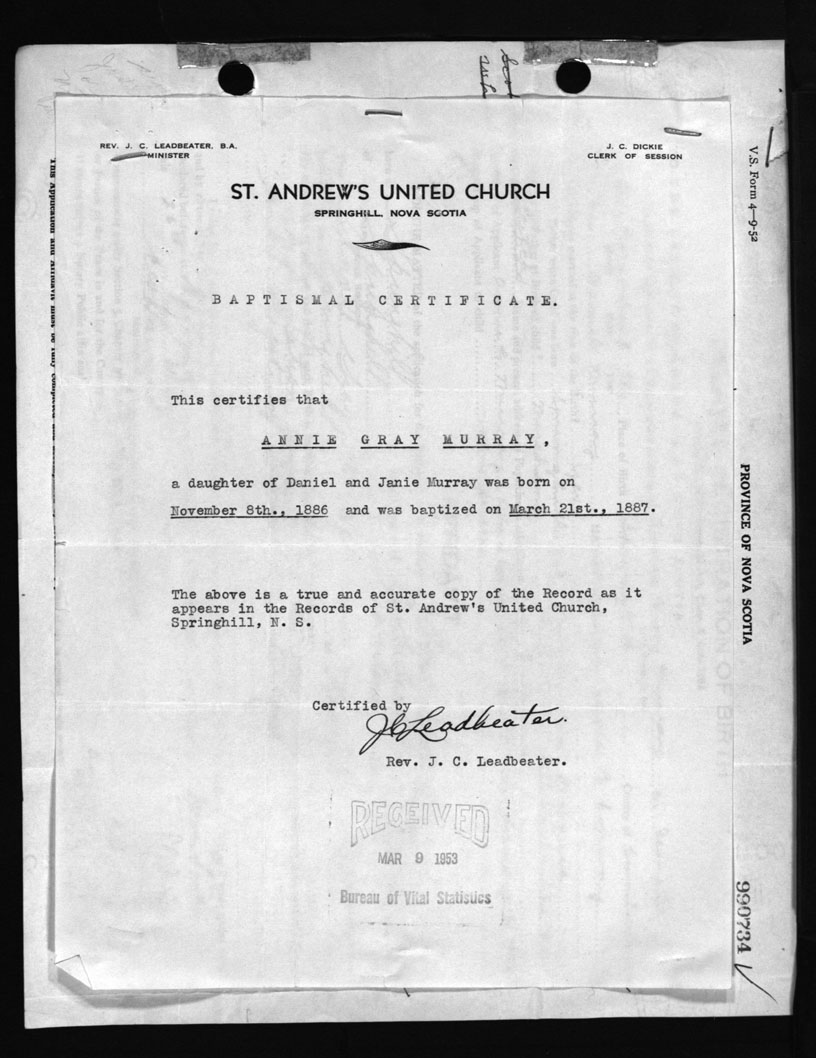 REV. J. C. LEADBEATER, B.A.
MINISTER
J. C. DICKIE
CLERK OF SESSION
ST. ANDREW'S UNITED CHURCH
SPRINGHILL, NOVA SCOTIA
BAPTISMAL CERTIFICATE.
This certifies that
ANNIE GRAY MURRAY,
a daughter of Daniel and Janie Murray was born on
November 8th., 1886 and was baptized on March 21st., 1887.
The above is a true and accurate copy of the Record as it
appears in the Records of St. Andrew's United Church,
Springhill, N. S.
Certified by
J C Leadbeater.
Rev. J. C. Leadbeater.
RECEIVED
MAR 9 1953
Bureau of Vital Statistics
V.S. Form 4—9-52
PROVINCE OF NOVA SCOTIA
990734